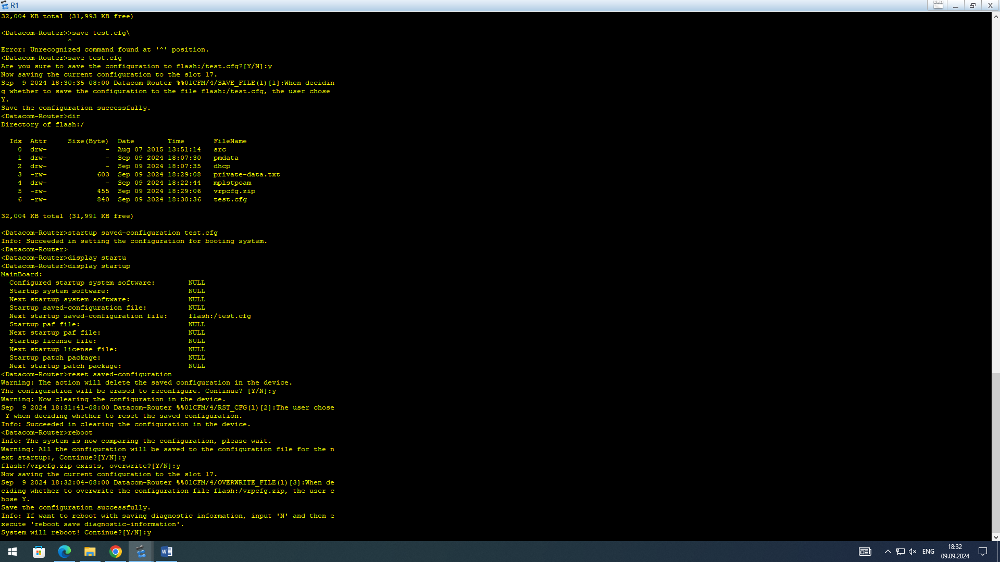 R1
32,004 KB total (31,993 KB free)
<Datacom-Router>>save test.cfg\
^
Error: Unrecognized command found at '^' position.
<Datacom-Router>save test.cfg
Are you sure to save the configuration to flash:/test.cfg?[Y/N]:y
Now saving the current configuration to the slot 17.
Sep  9 2024 18:30:35-08:00 Datacom-Router %%01CFM/4/SAVE_FILE(l)[1]:When decidin
g whether to save the configuration to the file flash:/test.cfg, the user chose
Y.
Save the configuration successfully.
<Datacom-Router>dir
Directory of flash:/
Idx  Attr     Size(Byte)  Date        Time       FileName
0  drw-              -  Aug 07 2015 13:51:14   src
1  drw-              -  Sep 09 2024 18:07:30   pmdata
2  drw-              -  Sep 09 2024 18:07:35   dhcp
3  -rw-            603  Sep 09 2024 18:29:08   private-data.txt
4  drw-              -  Sep 09 2024 18:22:44   mplstpoam
5  -rw-            455  Sep 09 2024 18:29:06   vrpcfg.zip
6  -rw-            840  Sep 09 2024 18:30:36   test.cfg
32,004 KB total (31,991 KB free)
<Datacom-Router>startup saved-configuration test.cfg
Info: Succeeded in setting the configuration for booting system.
<Datacom-Router>
<Datacom-Router>display startu
<Datacom-Router>display startup
MainBoard:
Configured startup system software:        NULL
Startup system software:                   NULL
Next startup system software:              NULL
Startup saved-configuration file:          NULL
Next startup saved-configuration file:     flash:/test.cfg
Startup paf file:                          NULL
Next startup paf file:                     NULL
Startup license file:                      NULL
Next startup license file:                 NULL
Startup patch package:                     NULL
Next startup patch package:                NULL
<Datacom-Router>reset saved-configuration
Warning: The action will delete the saved configuration in the device.
The configuration will be erased to reconfigure. Continue? [Y/N]:y
Warning: Now clearing the configuration in the device.
Sep  9 2024 18:31:41-08:00 Datacom-Router %%01CFM/4/RST_CFG(l)[2]:The user chose
Y when deciding whether to reset the saved configuration.
Info: Succeeded in clearing the configuration in the device.
<Datacom-Router>reboot
Info: The system is now comparing the configuration, please wait.
Warning: All the configuration will be saved to the configuration file for the n
ext startup:, Continue?[Y/N]:y
flash:/vrpcfg.zip exists, overwrite?[Y/N]:y
Now saving the current configuration to the slot 17.
Sep  9 2024 18:32:04-08:00 Datacom-Router %%01CFM/4/OVERWRITE_FILE(l)[3]:When de
ciding whether to overwrite the configuration file flash:/vrpcfg.zip, the user c
hose Y.
Save the configuration successfully.
Info: If want to reboot with saving diagnostic information, input 'N' and then e
xecute 'reboot save diagnostic-information'.
System will reboot! Continue?[Y/N]:y
ENG
18:32
09.09.2024